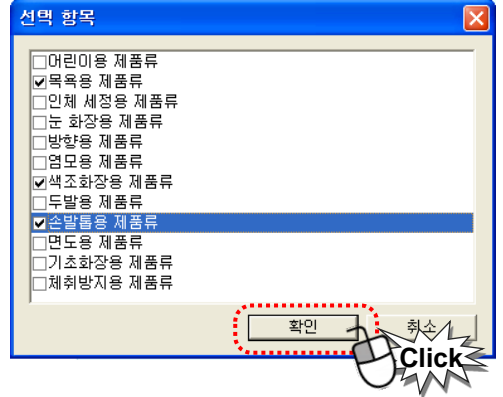 선택 항목
어린이용 제품류
목욕용 제품류
인체 세정용 제품류
눈 화장용 제품류
방향용 제품류
염모용 제품류
색조화장용 제품류
두발용 제품류
손발톱용 제품류
면도용 제품류
기초화장용 제품류
체취방지용 제품류
확인
취소
Click